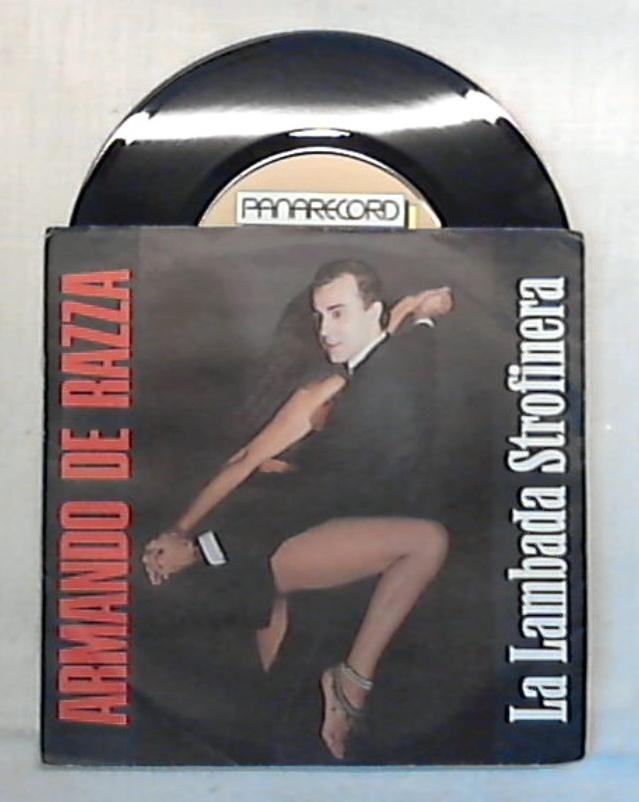 PANARECORD
ARMANDO DE RAZZA
La Lambada Strofinera